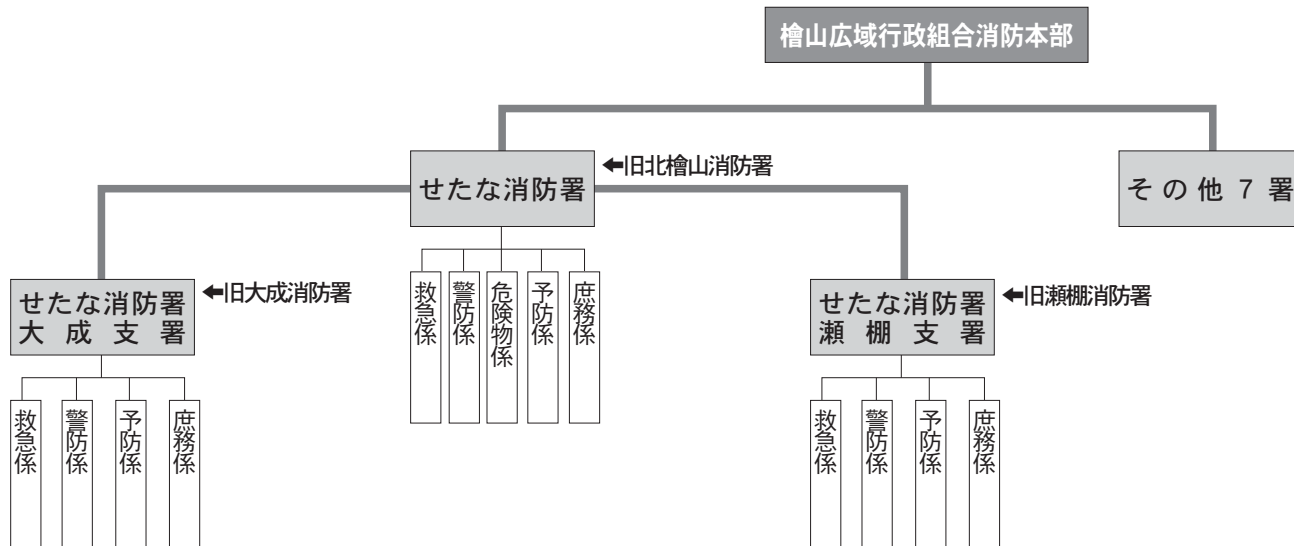 檜山広域行政組合消防本部
せたな消防署
←旧北檜山消防署
その他7署
救急係
警防係
危険物係
予防係
庶務係
せたな消防署
大成支署
←旧大成消防署
救急係
警防係
予防係
庶務係
せたな消防署
瀬棚支署
←旧瀬棚消防署
救急係
警防係
予防係
庶務係